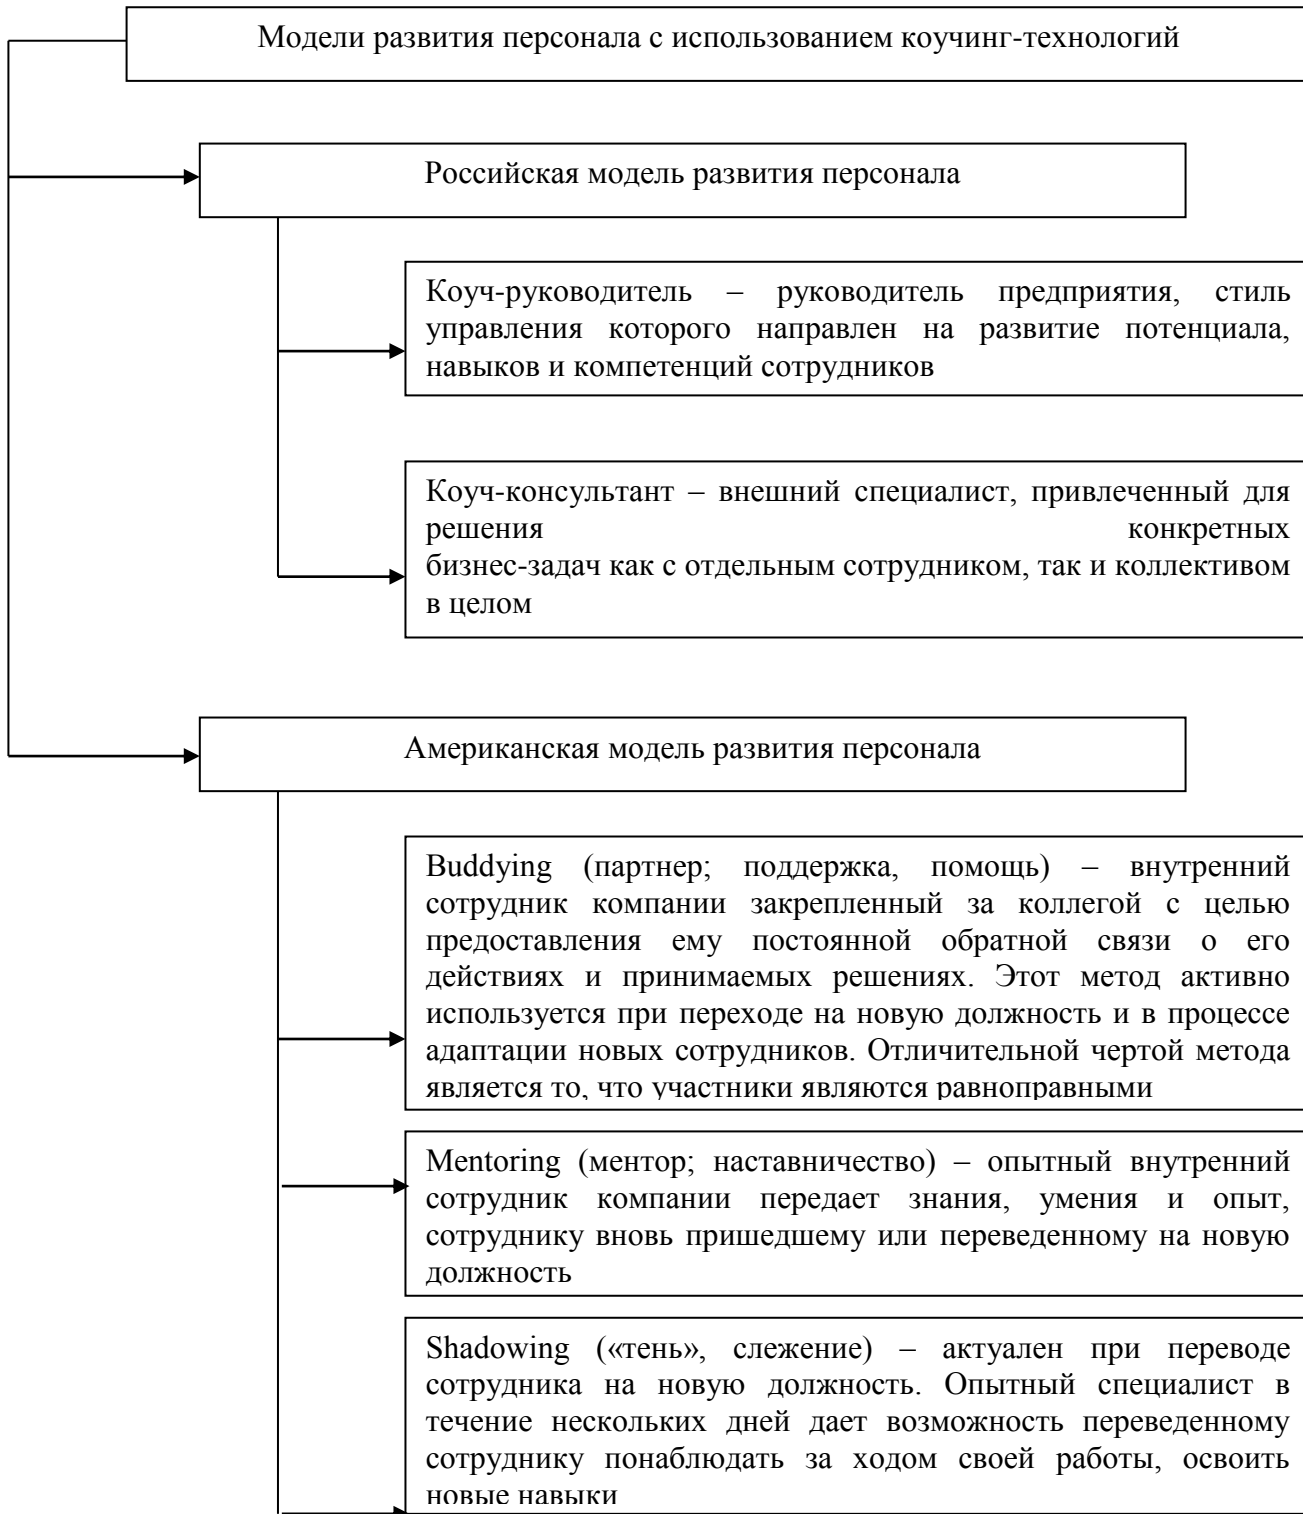 Модели развития персонала с использованием коучинг-технологий
Российская модель развития персонала
Коуч-руководитель – руководитель предприятия, стиль
управления которого направлен на развитие потенциала,
навыков и компетенций сотрудников
Коуч-консультант – внешний специалист, привлеченный для
решения конкретных
бизнес-задач как с отдельным сотрудником, так и коллективом
в целом
Американская модель развития персонала
Buddying (партнер; поддержка, помощь) – внутренний
сотрудник компании закрепленный за коллегой с целью
предоставления ему постоянной обратной связи о его
действиях и принимаемых решениях. Этот метод активно
используется при переходе на новую должность и в процессе
адаптации новых сотрудников. Отличительной чертой метода
является то, что участники являются равноправными
Mentoring (ментор; наставничество) – опытный внутренний
сотрудник компании передает знания, умения и опыт,
сотруднику вновь пришедшему или переведенному на новую
должность
Shadowing («тень», слежение) – актуален при переводе
сотрудника на новую должность. Опытный специалист в
течение нескольких дней дает возможность переведенному
сотруднику понаблюдать за ходом своей работы, освоить
новые навыки